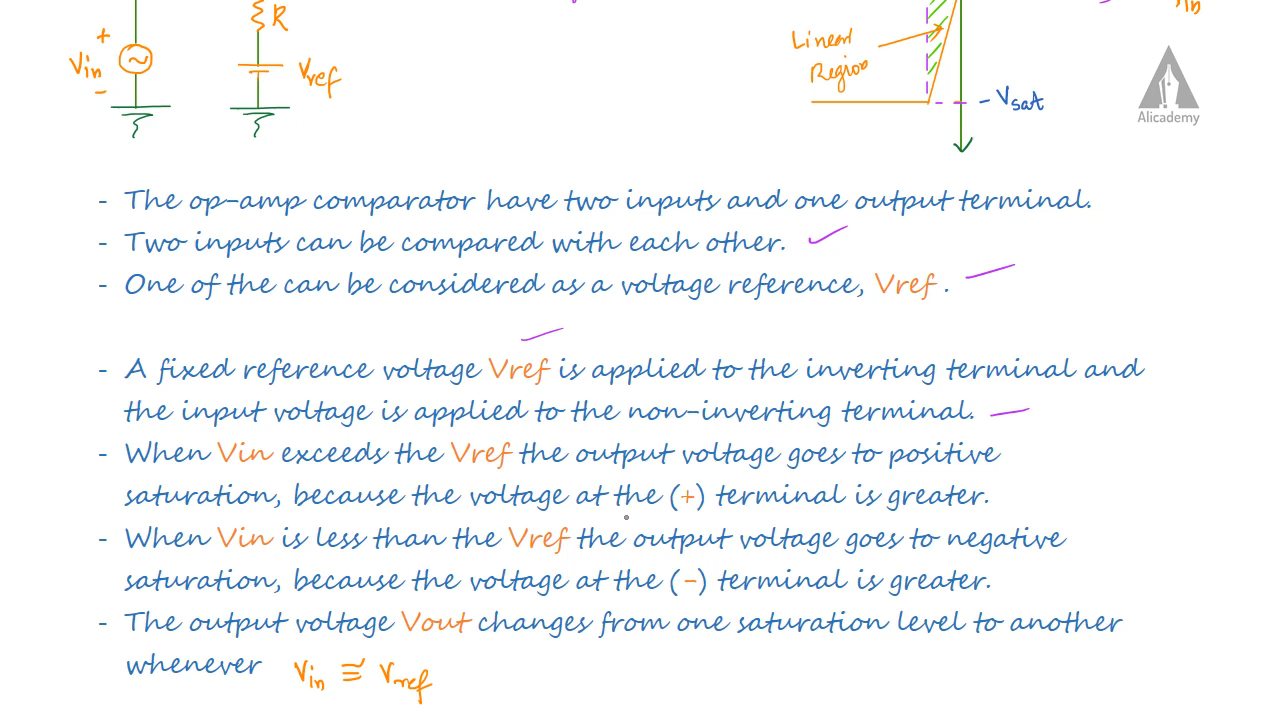 R
Vin
+
-
Vref
Vin
Linear
Region
- Vsat
Alicademy
- The op-amp comparator have two inputs and one output terminal.
- Two inputs can be compared with each other.
- One of the can be considered as a voltage reference, Vref .
- A fixed reference voltage Vref is applied to the inverting terminal and
the input voltage is applied to the non-inverting terminal.
- When Vin exceeds the Vref the output voltage goes to positive
saturation, because the voltage at the (+) terminal is greater.
- When Vin is less than the Vref the output voltage goes to negative
saturation, because the voltage at the (-) terminal is greater.
- The output voltage Vout changes from one saturation level to another
whenever Vin ≅ Vref